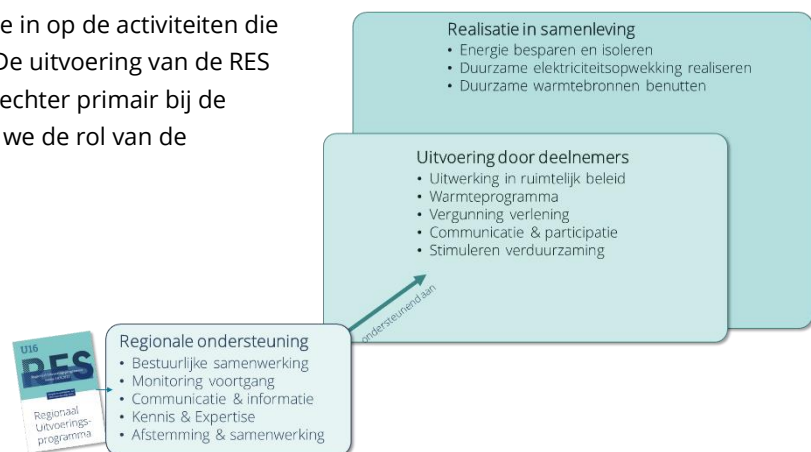 e in op de activiteiten die
De uitvoering van de RES
echter primair bij de
we de rol van de
Realisatie in samenleving
• Energie besparen en isoleren
• Duurzame elektriciteitsopwekking realiseren
• Duurzame warmtebronnen benutten
Uitvoering door deelnemers
• Uitwerking in ruimtelijk beleid
• Warmteprogramma
• Vergunning verlening
• Communicatie & participatie
• Stimuleren verduurzaming
ondersteunend aan
Regionale ondersteuning
• Bestuurlijke samenwerking
• Monitoring voortgang
• Communicatie & informatie
• Kennis & Expertise
• Afstemming & samenwerking
U16
RES
Regionaal
Uitvoerings-
programma